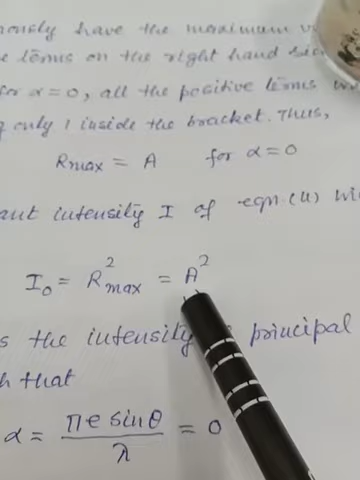 have the maximum
terms on the right hand
for α=0, all the positive terms
only 1 inside the bracket. Thus,
Rmax = A for α=0
intensity I of eqn.(4)
I₀ = R²max = A²
the intensity principal
that
α = πe sinθ / λ = 0